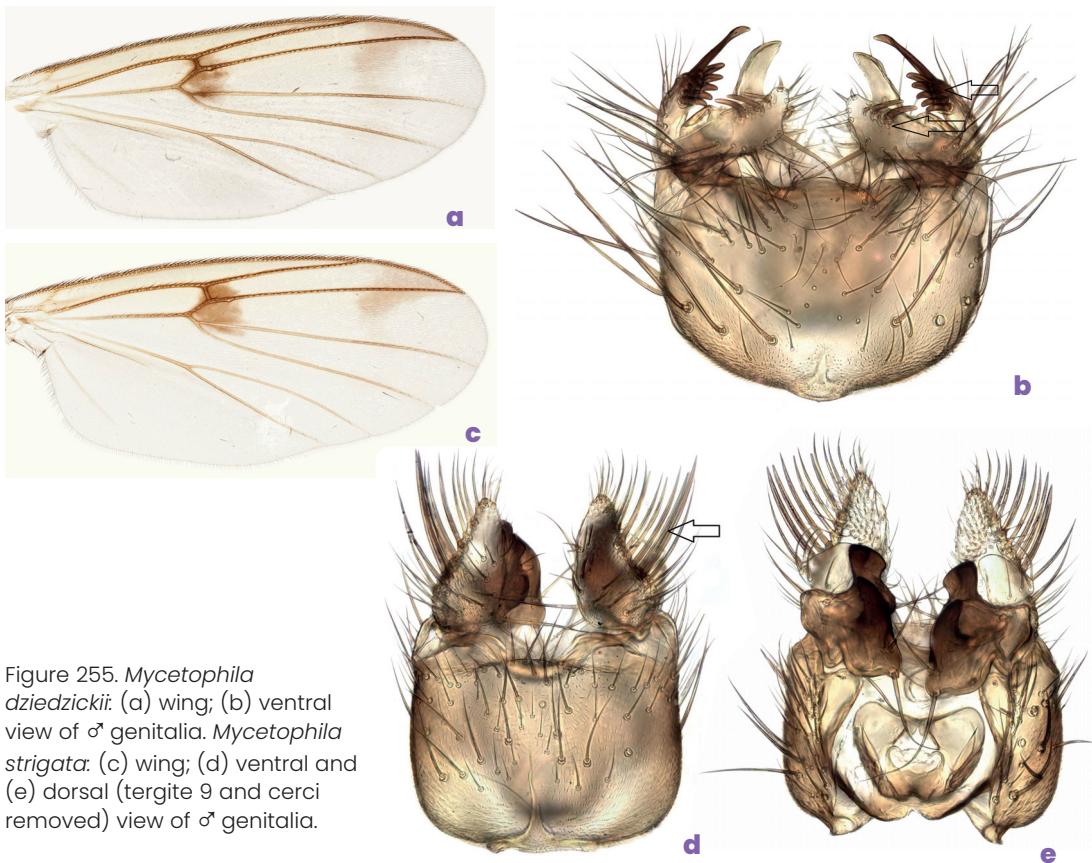 a
b
c
d
e
Figure 255. Mycetophila
dziedzickii: (a) wing; (b) ventral
view of ♂ genitalia. Mycetophila
strigata: (c) wing; (d) ventral and
(e) dorsal (tergite 9 and cerci
removed) view of ♂ genitalia.